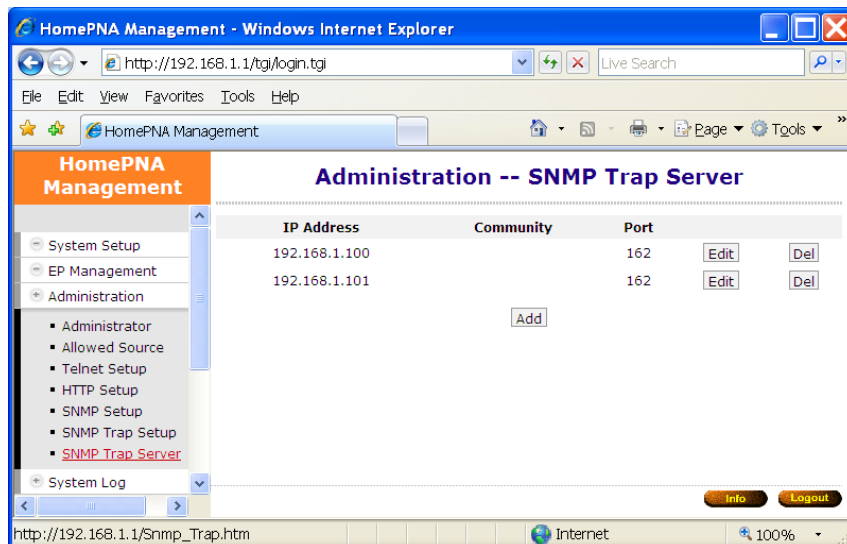 HomePNA Management - Windows Internet Explorer
http://192.168.1.1/tgi/login.tgi
Live Search
File Edit View Favorites Tools Help
HomePNA Management
Page Tools »
HomePNA
Management
Administration -- SNMP Trap Server
System Setup
EP Management
Administration
Administrator
Allowed Source
Telnet Setup
HTTP Setup
SNMP Setup
SNMP Trap Setup
SNMP Trap Server
System Log
IP Address Community Port
192.168.1.100 162 Edit Del
192.168.1.101 162 Edit Del
Add
Info Logout
http://192.168.1.1/Snmp_Trap.htm Internet 100%